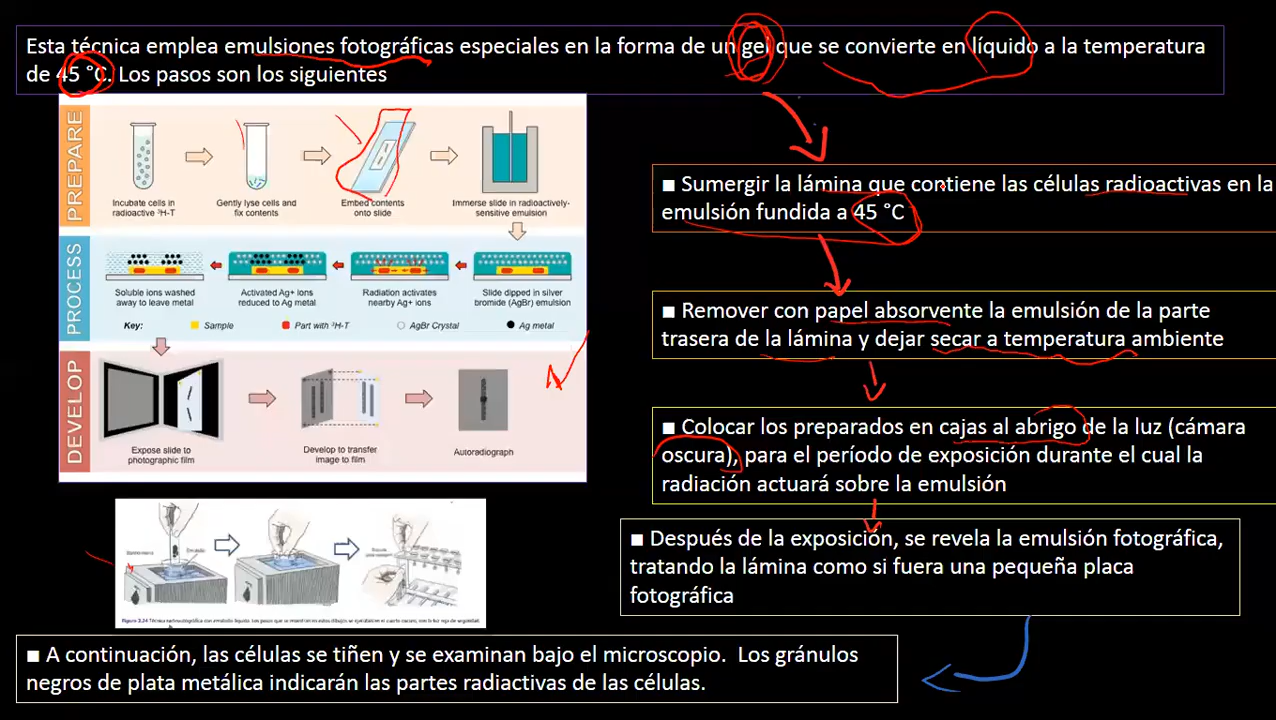 Esta técnica emplea emulsiones fotográficas especiales en la forma de un gel que se convierte en líquido a la temperatura
de 45 °C. Los pasos son los siguientes
PREPARE
Incubate cells in
radioactive ³H-T
Gently lyse cells and
fix contents
Embed contents
onto slide
Immerse slide in radioactively-
sensitive emulsion
PROCESS
Soluble ions washed
away to leave metal
Activated Ag+ ions
reduced to Ag metal
Radiation activates
nearby Ag+ ions
Slide dipped in silver
bromide (AgBr) emulsion
Key:
Sample
Part with ³H-T
AgBr Crystal
Ag metal
DEVELOP
Expose slide to
photographic film
Develop to transfer
image to film
Autoradiograph
■ Sumergir la lámina que contiene las células radioactivas en la
emulsión fundida a 45 °C
■ Remover con papel absorvente la emulsión de la parte
trasera de la lámina y dejar secar a temperatura ambiente
■ Colocar los preparados en cajas al abrigo de la luz (cámara
oscura), para el período de exposición durante el cual la
radiación actuará sobre la emulsión
■ Después de la exposición, se revela la emulsión fotográfica,
tratando la lámina como si fuera una pequeña placa
fotográfica
Figura 3.24 Técnica
■ A continuación, las células se tiñen y se examinan bajo el microscopio. Los gránulos
negros de plata metálica indicarán las partes radiactivas de las células.